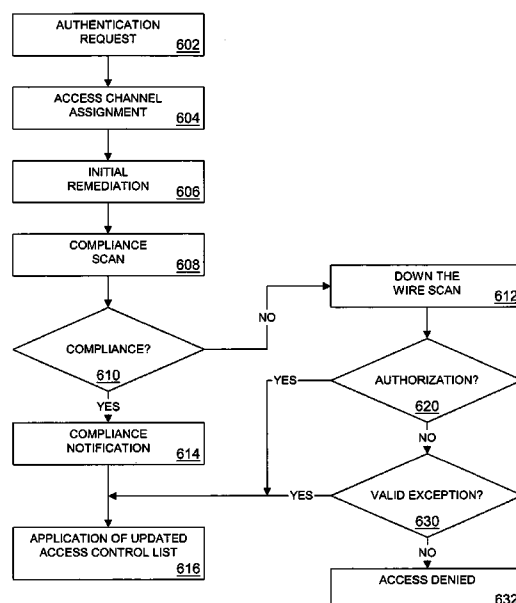 AUTHENTICATION
REQUEST
602
ACCESS CHANNEL
ASSIGNMENT
604
INITIAL
REMEDIATION
606
COMPLIANCE
SCAN
608
COMPLIANCE?
610
NO
YES
COMPLIANCE
NOTIFICATION
614
APPLICATION OF UPDATED
ACCESS CONTROL LIST
616
DOWN THE
WIRE SCAN
612
AUTHORIZATION?
620
YES
NO
VALID EXCEPTION?
630
YES
NO
ACCESS DENIED
632